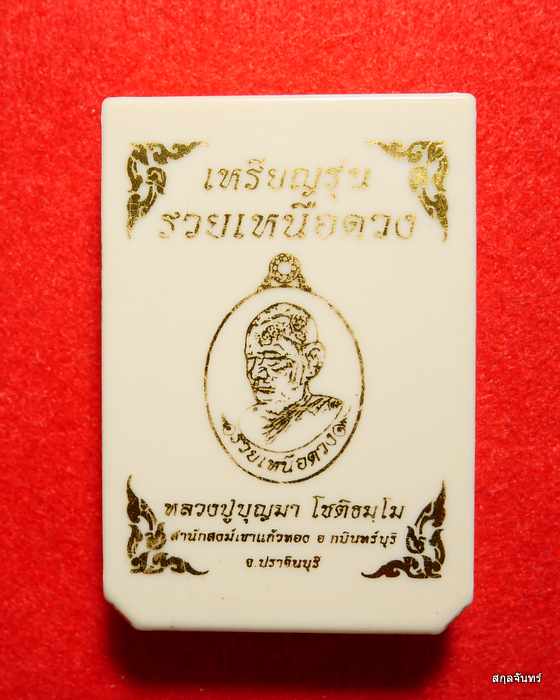 เหรียญรุ่น
รวยเหนือดวง
รวยเหนือดวง
หลวงปู่บุญมา โชติธมฺโม
สำนักสงฆ์เขาแก้วทอง อ กบินทร์บุรี
จ.ปราจีนบุรี
สกุลจันทร์